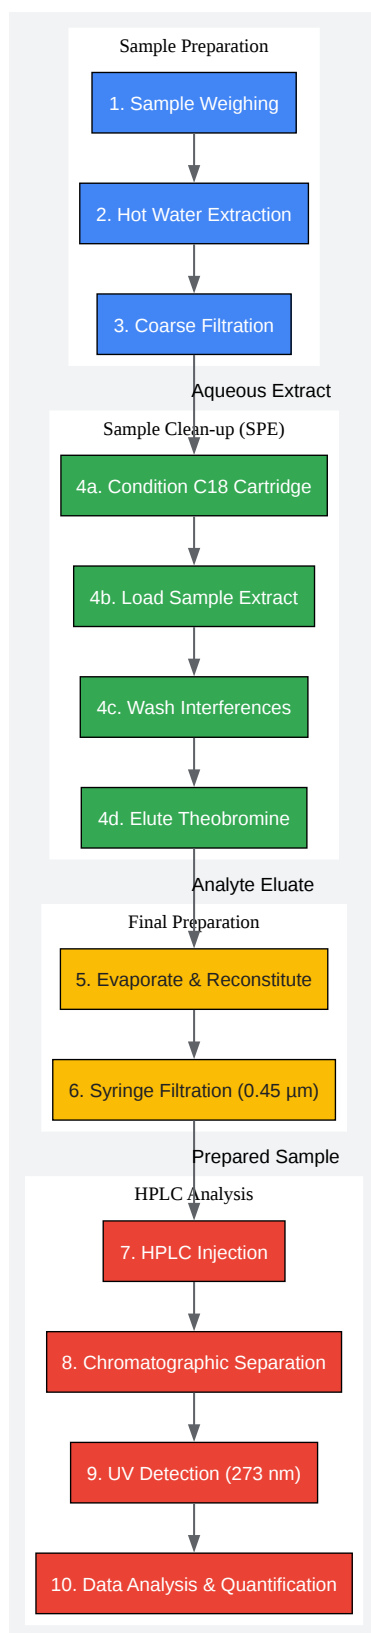 Sample Preparation
1. Sample Weighing
2. Hot Water Extraction
3. Coarse Filtration
Aqueous Extract
Sample Clean-up (SPE)
4a. Condition C18 Cartridge
4b. Load Sample Extract
4c. Wash Interferences
4d. Elute Theobromine
Analyte Eluate
Final Preparation
5. Evaporate & Reconstitute
6. Syringe Filtration (0.45 µm)
Prepared Sample
HPLC Analysis
7. HPLC Injection
8. Chromatographic Separation
9. UV Detection (273 nm)
10. Data Analysis & Quantification